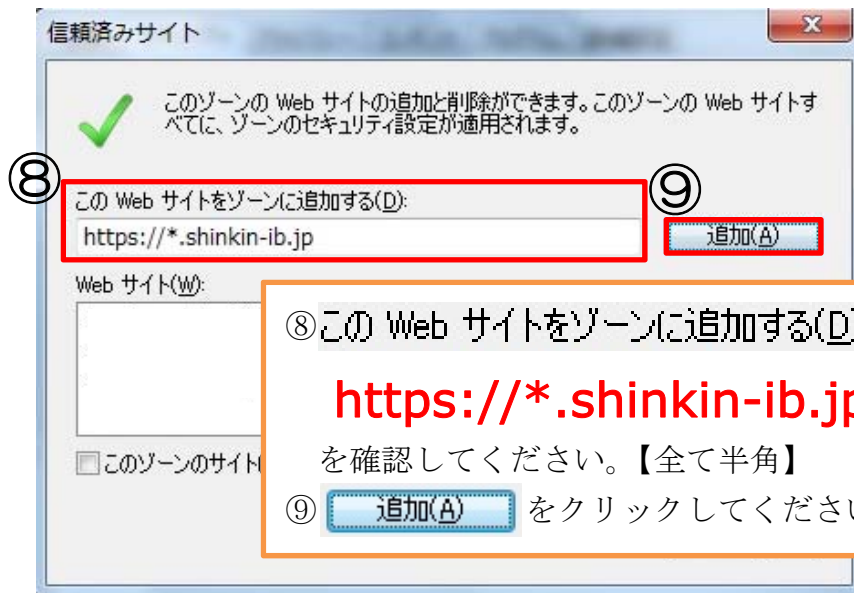 信頼済みサイト
このゾーンの Web サイトの追加と削除ができます。このゾーンの Web サイトす
べてに、ゾーンのセキュリティ設定が適用されます。
⑧
この Web サイトをゾーンに追加する(D):
https://*.shinkin-ib.jp
⑨
追加(A)
Web サイト(W):
このゾーンのサイト
⑧この Web サイトをゾーンに追加する(D)
https://*.shinkin-ib.jp
を確認してください。【全て半角】
⑨ 追加(A) をクリックしてください